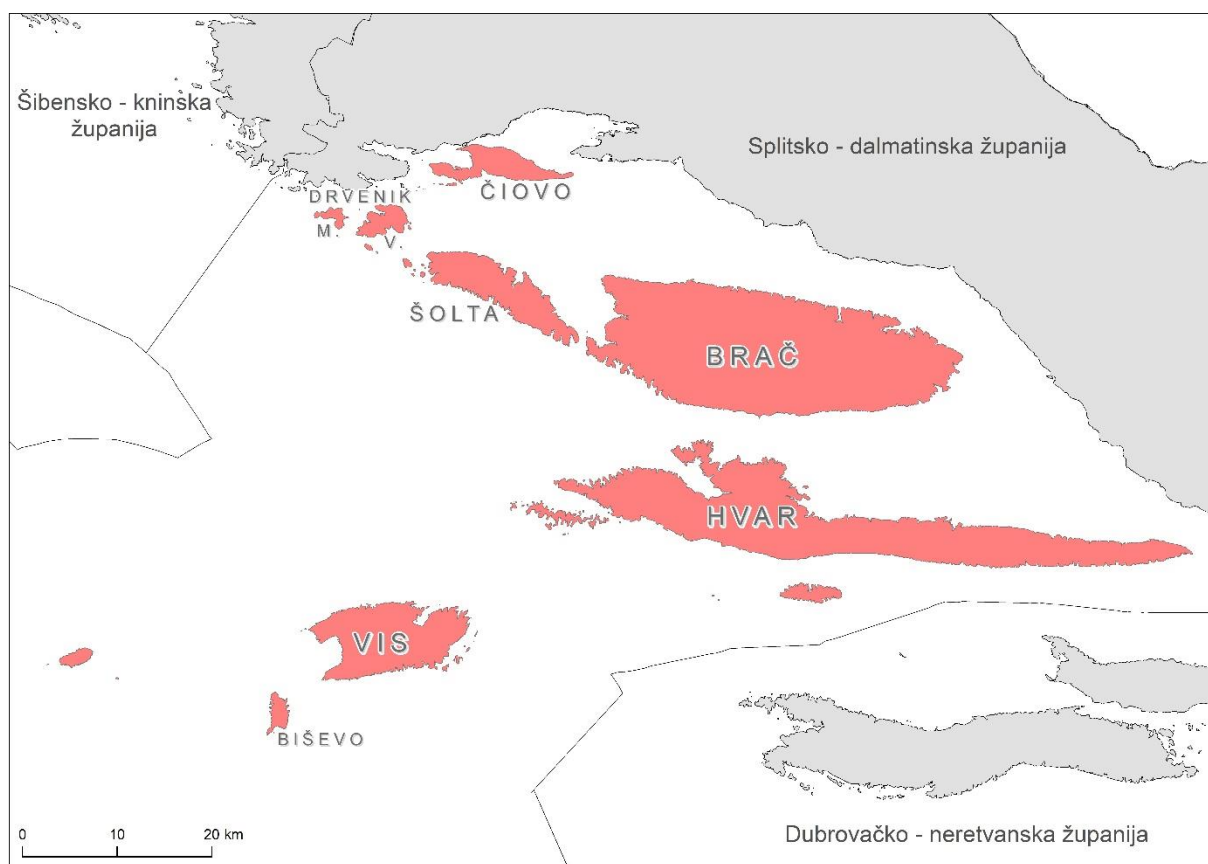 Šibensko - kninska
županija
Splitsko - dalmatinska županija
DRVENIK
ČIOVO
M.
V.
ŠOLTA
BRAČ
HVAR
VIS
BIŠEVO
0 10 20 km
Dubrovačko - neretvanska županija